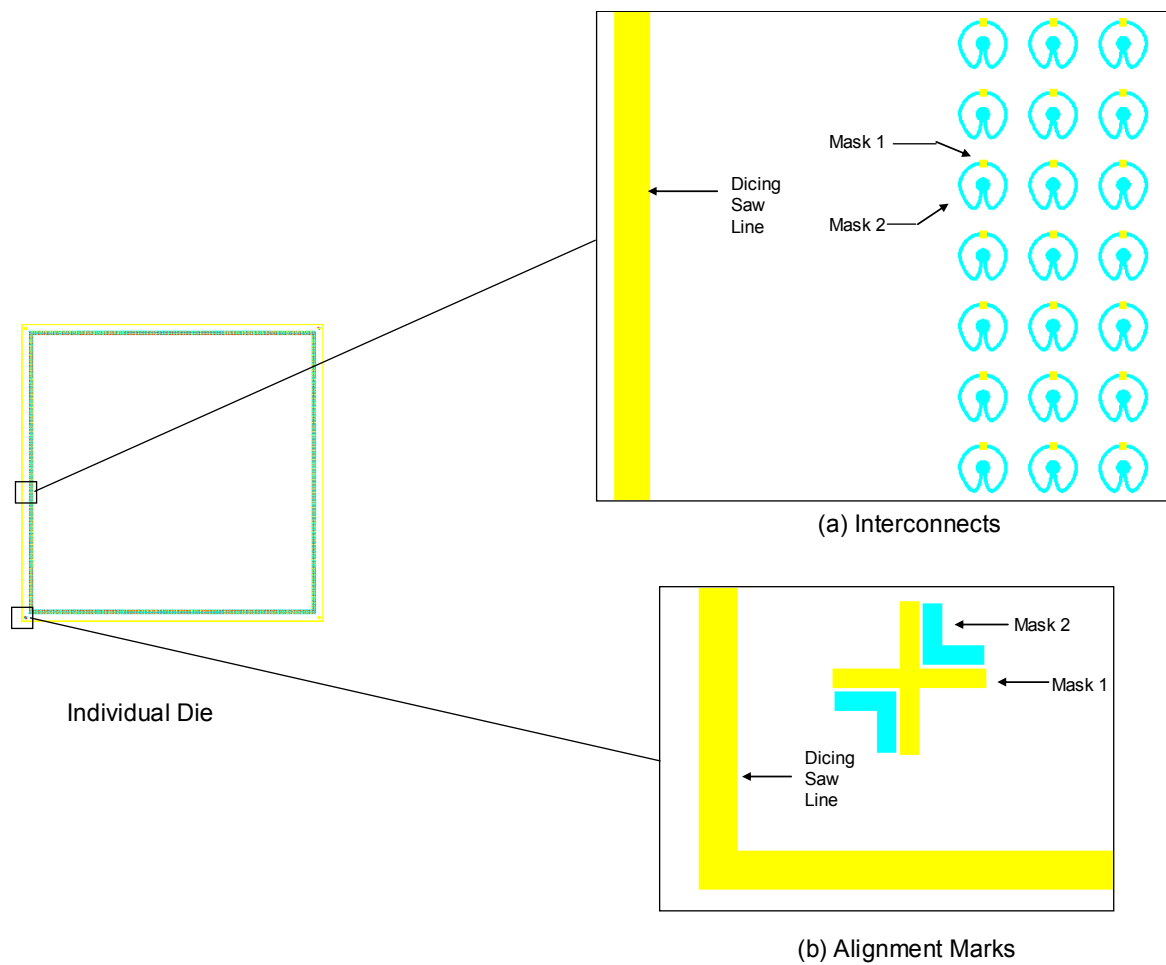 Mask 1
Dicing
Saw
Line
Mask 2
(a) Interconnects
Individual Die
Mask 2
Mask 1
Dicing
Saw
Line
(b) Alignment Marks